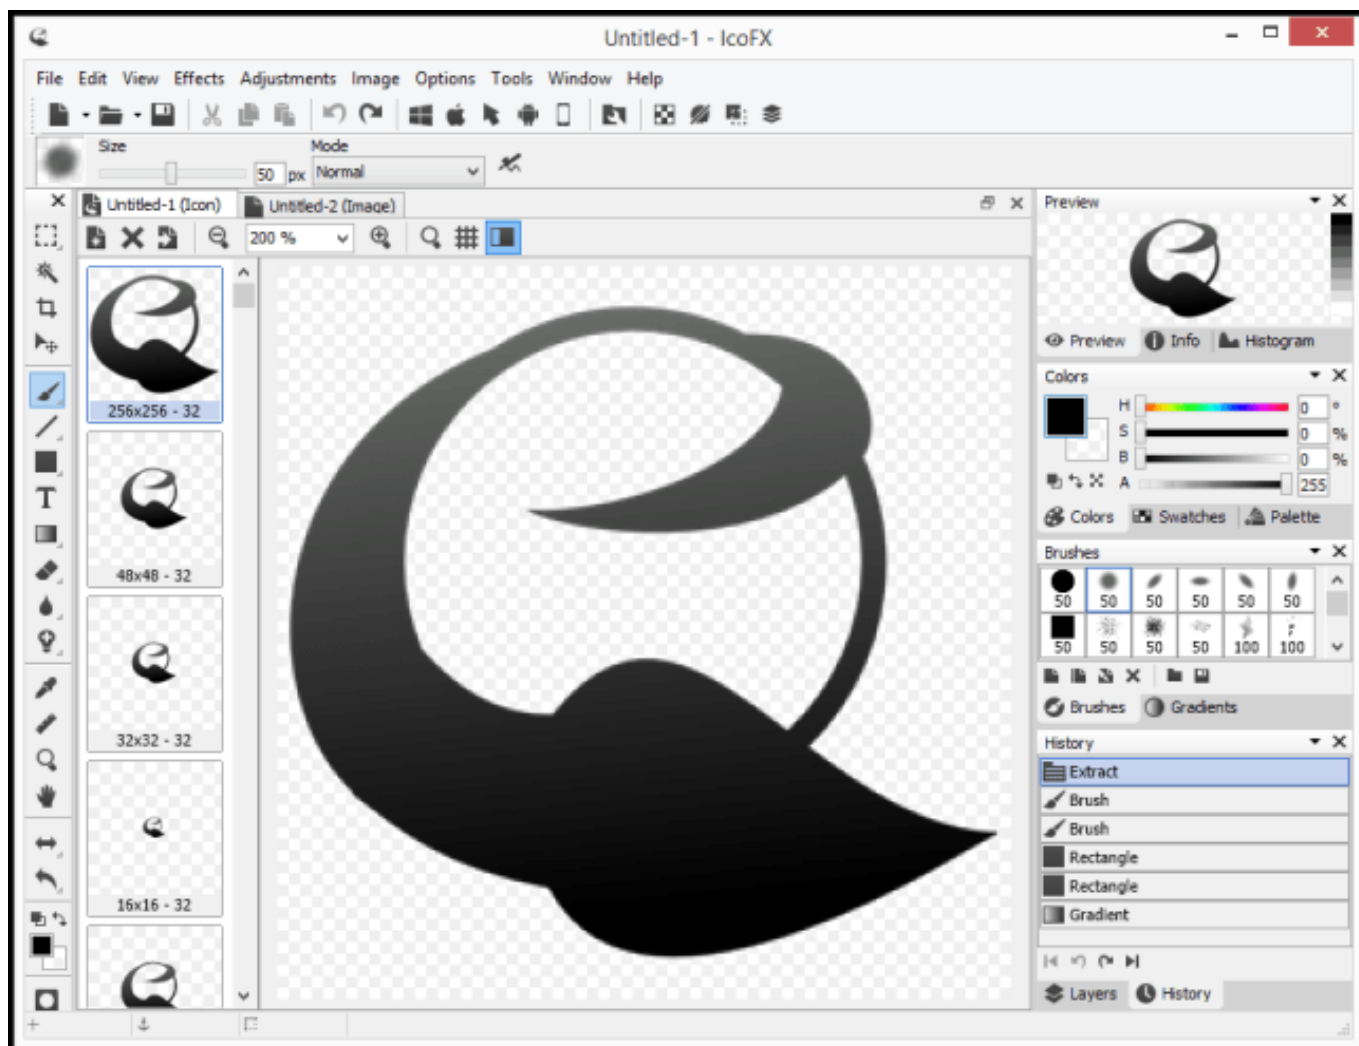 Untitled-1 - IcoFX
File Edit View Effects Adjustments Image Options Tools Window Help
Size Mode
50 px Normal
Untitled-1 (Icon) Untitled-2 (Image)
200 %
256x256 - 32
48x48 - 32
32x32 - 32
16x16 - 32
T
Preview
Preview Info Histogram
Colors
H 0 °
S 0 %
B 0 %
A 255
Colors Swatches Palette
Brushes
50 50 50 50 50 50
50 50 50 50 100 100
Brushes Gradients
History
Extract
Brush
Brush
Rectangle
Rectangle
Gradient
Layers History